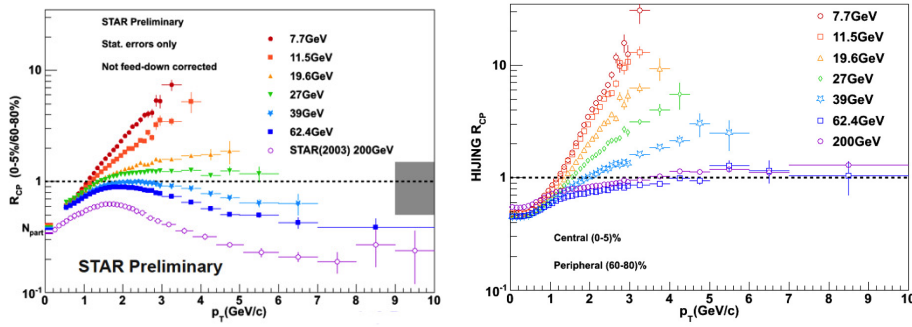 STAR Preliminary
Stat. errors only
Not feed-down corrected
7.7GeV
11.5GeV
19.6GeV
27GeV
39GeV
62.4GeV
STAR(2003) 200GeV
R_CP (0-5%/60-80%)
10
1
N_part
10^-1
STAR Preliminary
0 1 2 3 4 5 6 7 8 9 10
p_T(GeV/c)
7.7GeV
11.5GeV
19.6GeV
27GeV
39GeV
62.4GeV
200GeV
HIJING R_CP
10
1
10^-1
Central (0-5)%
Peripheral (60-80)%
0 1 2 3 4 5 6 7 8 9 10
p_T(GeV/c)